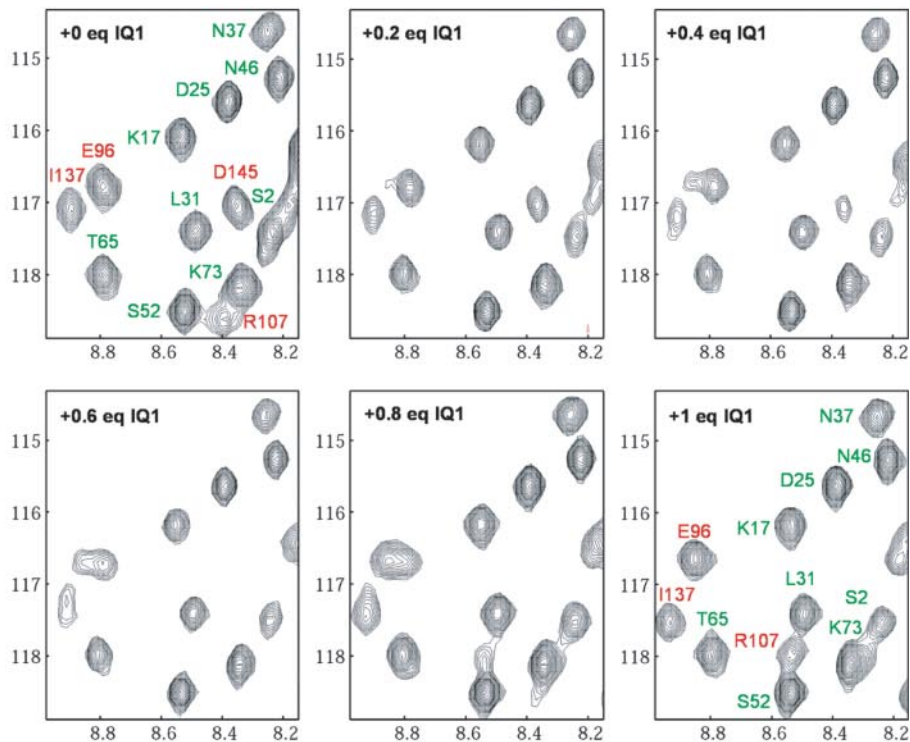 +0 eq IQ1
N37
N46
D25
K17
E96
I137
D145
L31
S2
T65
K73
S52
R107
115
116
117
118
8.8 8.6 8.4 8.2
+0.2 eq IQ1
115
116
117
118
8.8 8.6 8.4 8.2
+0.4 eq IQ1
115
116
117
118
8.8 8.6 8.4 8.2
+0.6 eq IQ1
115
116
117
118
8.8 8.6 8.4 8.2
+0.8 eq IQ1
115
116
117
118
8.8 8.6 8.4 8.2
+1 eq IQ1
N37
N46
D25
K17
E96
L31
I137
S2
T65
K73
R107
S52
115
116
117
118
8.8 8.6 8.4 8.2